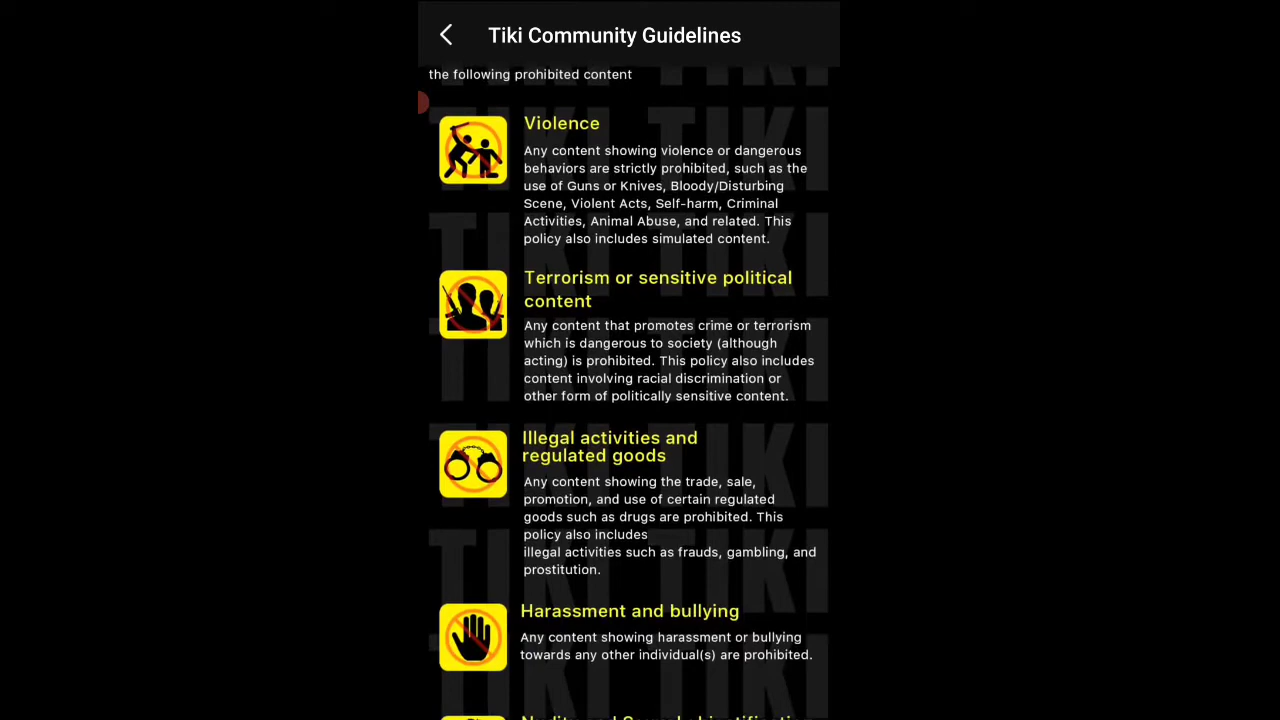 Tiki Community Guidelines
the following prohibited content
Violence
Any content showing violence or dangerous
behaviors are strictly prohibited, such as the
use of Guns or Knives, Bloody/Disturbing
Scene, Violent Acts, Self-harm, Criminal
Activities, Animal Abuse, and related. This
policy also includes simulated content.
Terrorism or sensitive political
content
Any content that promotes crime or terrorism
which is dangerous to society (although
acting) is prohibited. This policy also includes
content involving racial discrimination or
other form of politically sensitive content.
Illegal activities and
regulated goods
Any content showing the trade, sale,
promotion, and use of certain regulated
goods such as drugs are prohibited. This
policy also includes
illegal activities such as frauds, gambling, and
prostitution.
Harassment and bullying
Any content showing harassment or bullying
towards any other individual(s) are prohibited.